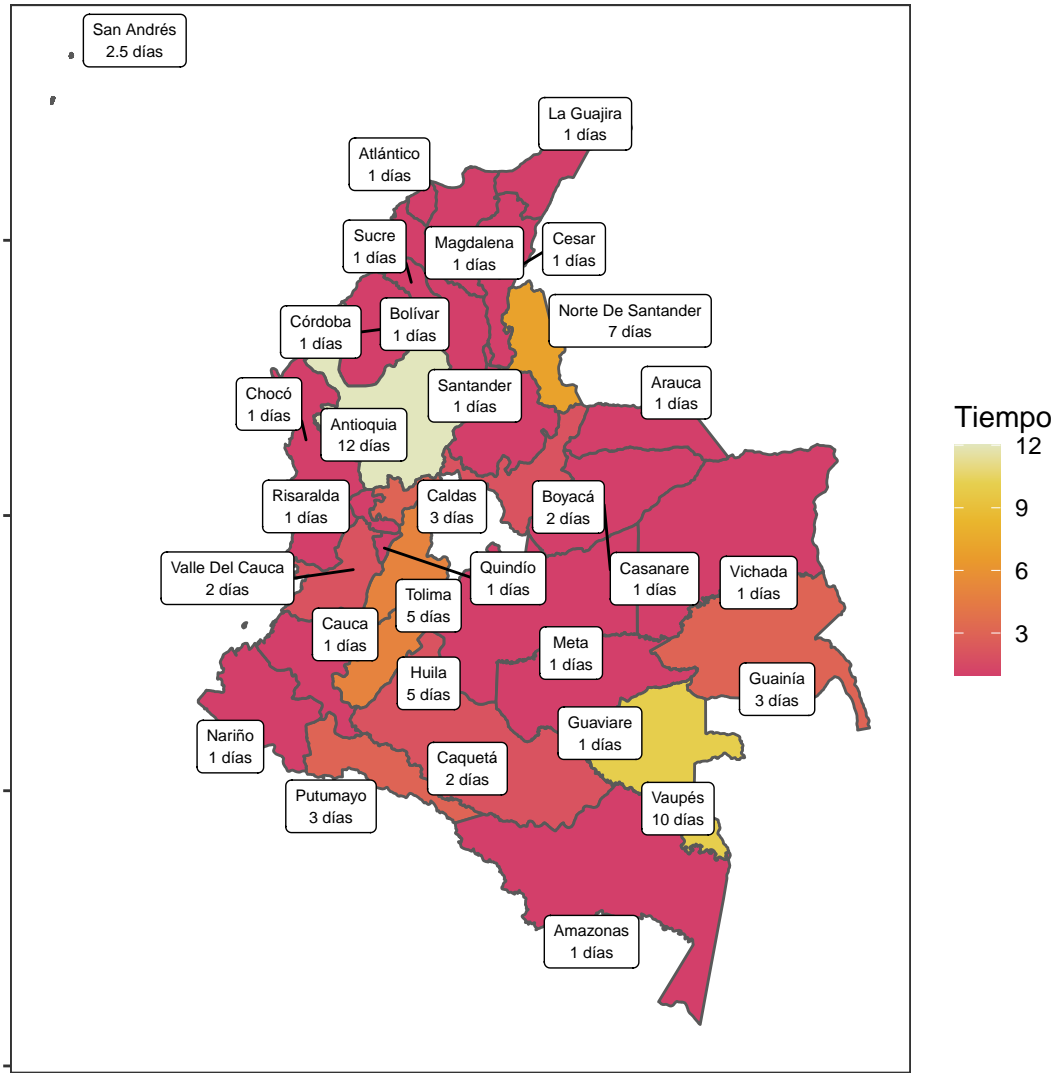 San Andrés
2.5 días
La Guajira
1 días
Atlántico
1 días
Sucre
1 días
Magdalena
1 días
Cesar
1 días
Norte De Santander
7 días
Córdoba
1 días
Bolívar
1 días
Chocó
1 días
Santander
1 días
Arauca
1 días
Antioquia
12 días
Tiempo
12
9
6
3
Risaralda
1 días
Caldas
3 días
Boyacá
2 días
Valle Del Cauca
2 días
Quindío
1 días
Casanare
1 días
Vichada
1 días
Tolima
5 días
Cauca
1 días
Meta
1 días
Huila
5 días
Guainía
3 días
Nariño
1 días
Guaviare
1 días
Caquetá
2 días
Putumayo
3 días
Vaupés
10 días
Amazonas
1 días